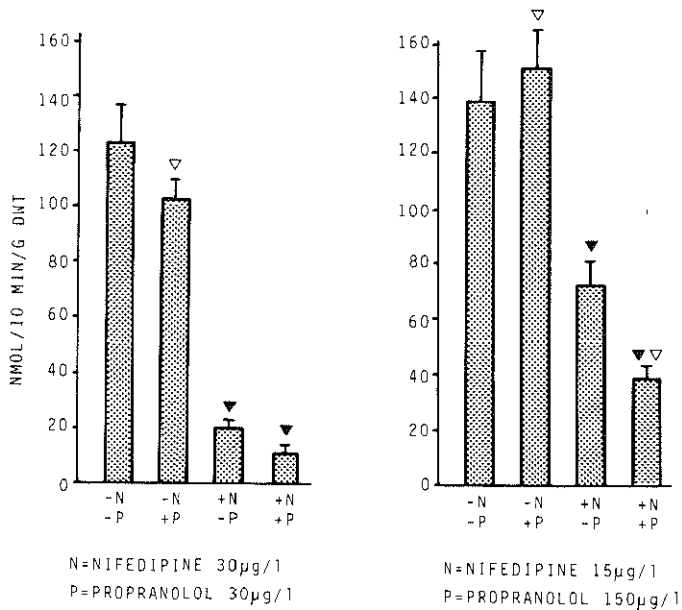 NMOL/10 MIN/G DWT
160
140
120
100
80
60
40
20
0
-N -N +N +N
-P +P -P +P
N=NIFEDIPINE 30µg/l
P=PROPRANOLOL 30µg/l
160
140
120
100
80
60
40
20
0
-N -N +N +N
-P +P -P +P
N=NIFEDIPINE 15µg/l
P=PROPRANOLOL 150µg/l